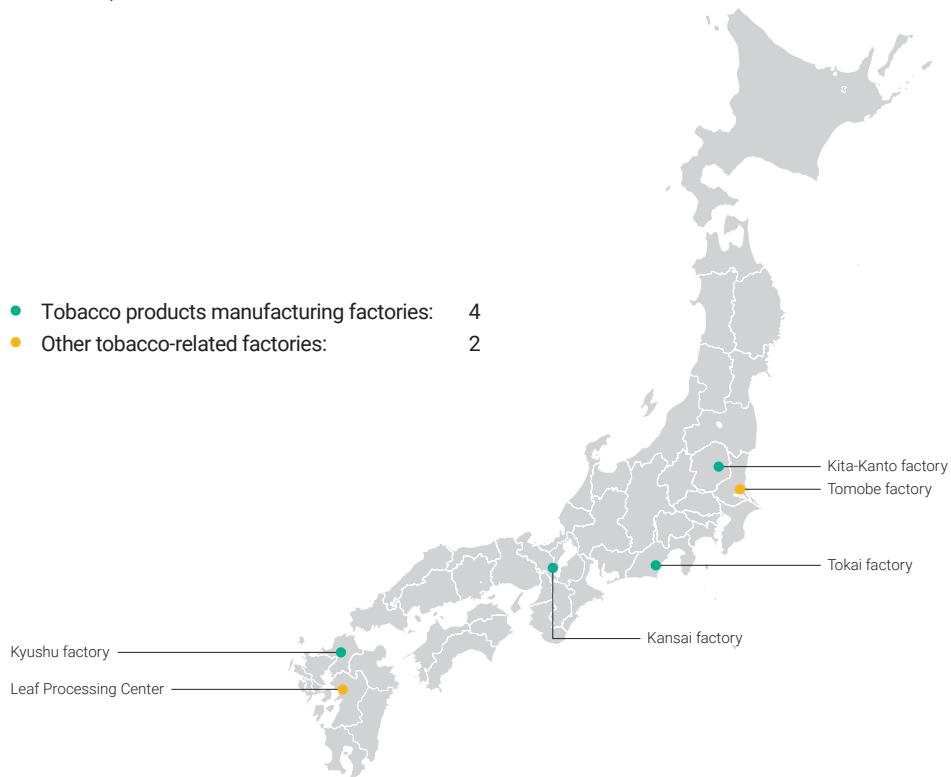 Tobacco products manufacturing factories: 4
Other tobacco-related factories: 2
Kita-Kanto factory
Tomobe factory
Tokai factory
Kansai factory
Kyushu factory
Leaf Processing Center